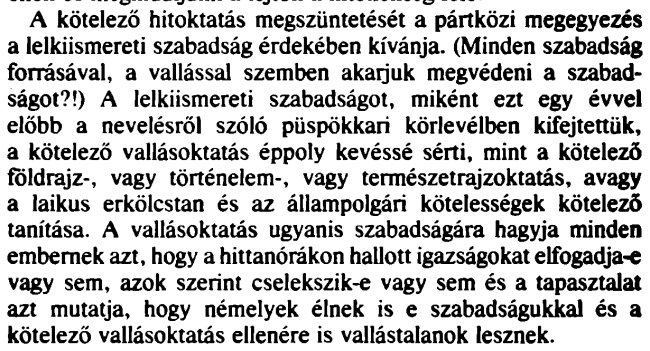 A kötelező hitoktatás megszüntetését a pártközi megegyezés
a lelkiismereti szabadság érdekében kívánja. (Minden szabadság
forrásával, a vallással szemben akarjuk megvédeni a szabad-
ságot?!) A lelkiismereti szabadságot, miként ezt egy évvel
előbb a nevelésről szóló püspökkari körlevélben kifejtettük,
a kötelező vallásoktatás éppoly kevéssé sérti, mint a kötelező
földrajz-, vagy történelem-, vagy természetrajzoktatás, avagy
a laikus erkölcstan és az állampolgári kötelességek kötelező
tanítása. A vallásoktatás ugyanis szabadságára hagyja minden
embernek azt, hogy a hittanórákon hallott igazságokat elfogadja-e
vagy sem, azok szerint cselekszik-e vagy sem és a tapasztalat
azt mutatja, hogy némelyek élnek is e szabadságukkal és a
kötelező vallásoktatás ellenére is vallástalanok lesznek.